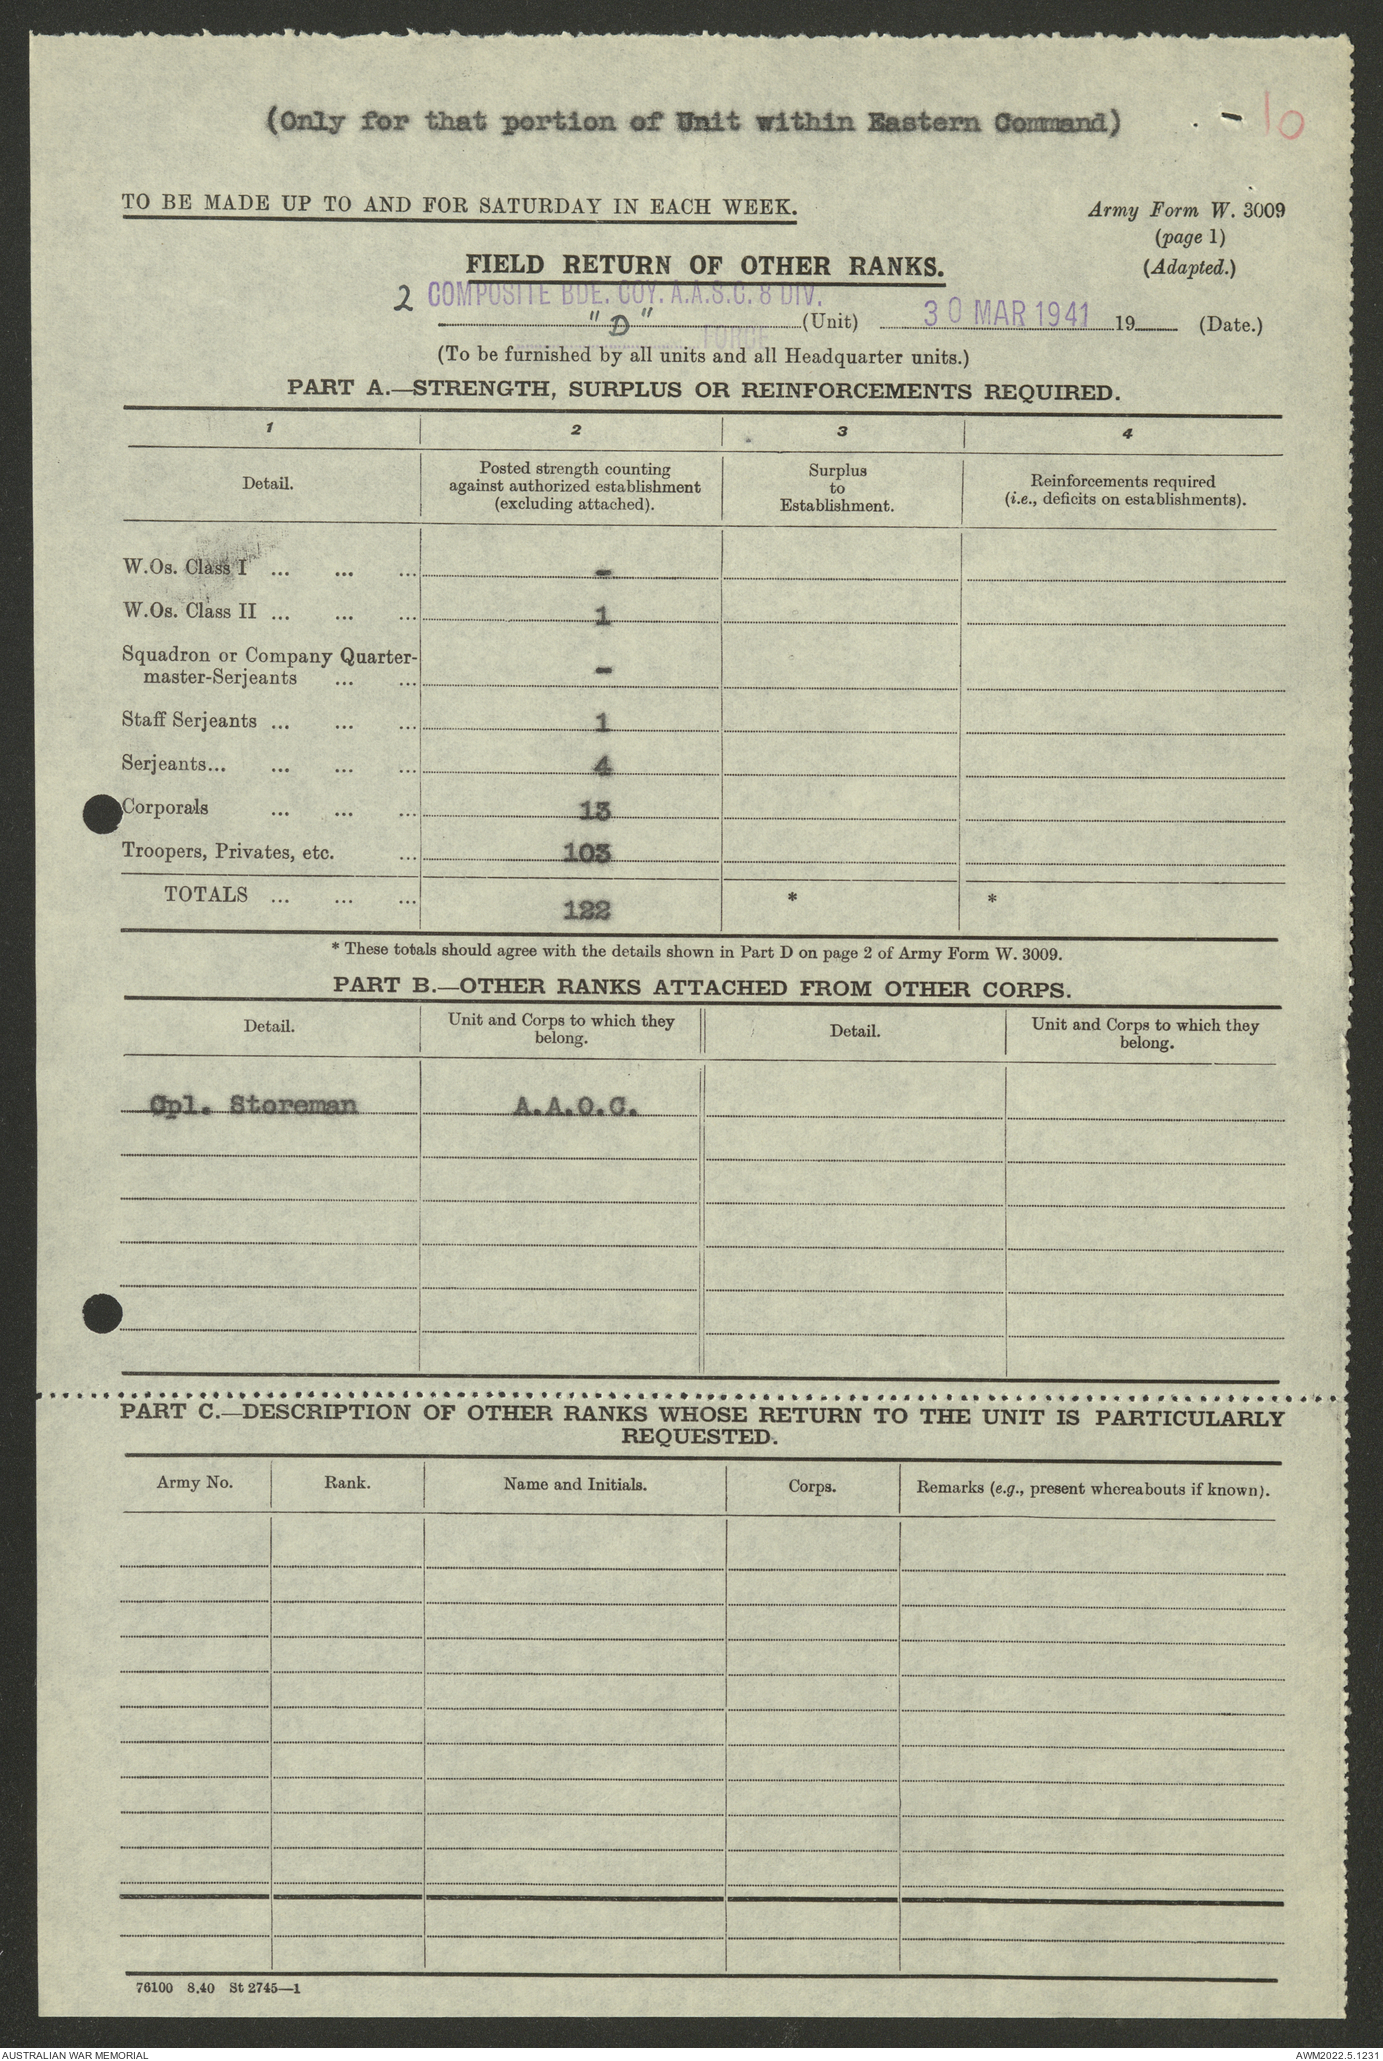 (Only for that portion of Unit within Eastern Command)
- 10
TO BE MADE UP TO AND FOR SATURDAY IN EACH WEEK.
Army Form W. 3009
(page 1)
(Adapted.)
FIELD RETURN OF OTHER RANKS.
2 COMPOSITE BDE. COY. A.A.S.C. 8 DIV.
"D" (Unit) 30 MAR 1941 19 (Date.)
FORCE
(To be furnished by all units and all Headquarter units.)
PART A.—STRENGTH, SURPLUS OR REINFORCEMENTS REQUIRED.
1 2 3 4
Detail.
Posted strength counting
against authorized establishment
(excluding attached).
Surplus
to
Establishment.
Reinforcements required
(i.e., deficits on establishments).
W.Os. Class I ... ... ... -
W.Os. Class II ... ... ... 1
Squadron or Company Quarter-
master-Serjeants ... ... -
Staff Serjeants ... ... ... 1
Serjeants... ... ... ... 4
Corporals ... ... ... 13
Troopers, Privates, etc. ... 103
TOTALS ... ... ... 122 * *
* These totals should agree with the details shown in Part D on page 2 of Army Form W. 3009.
PART B.—OTHER RANKS ATTACHED FROM OTHER CORPS.
Detail.
Unit and Corps to which they
belong.
Detail.
Unit and Corps to which they
belong.
Cpl. Storeman A.A.O.C.
PART C.—DESCRIPTION OF OTHER RANKS WHOSE RETURN TO THE UNIT IS PARTICULARLY
REQUESTED.
Army No. Rank. Name and Initials. Corps. Remarks (e.g., present whereabouts if known).
76100 8.40 St 2745—1
AUSTRALIAN WAR MEMORIAL AWM2022.5.1231